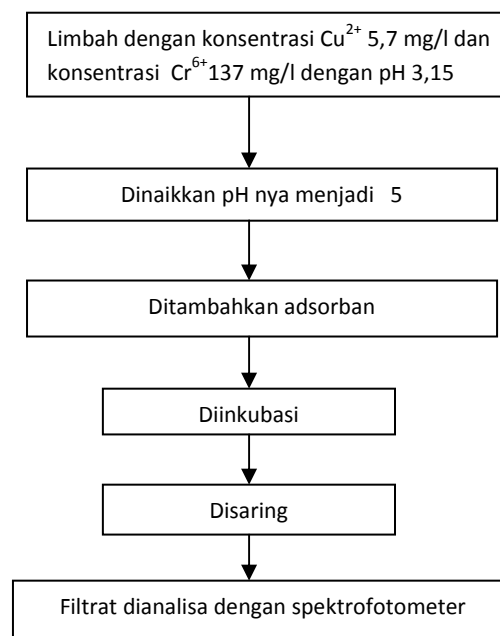 Limbah dengan konsentrasi Cu²⁺ 5,7 mg/l dan
konsentrasi Cr⁶⁺137 mg/l dengan pH 3,15
Dinaikkan pH nya menjadi 5
Ditambahkan adsorban
Diinkubasi
Disaring
Filtrat dianalisa dengan spektrofotometer